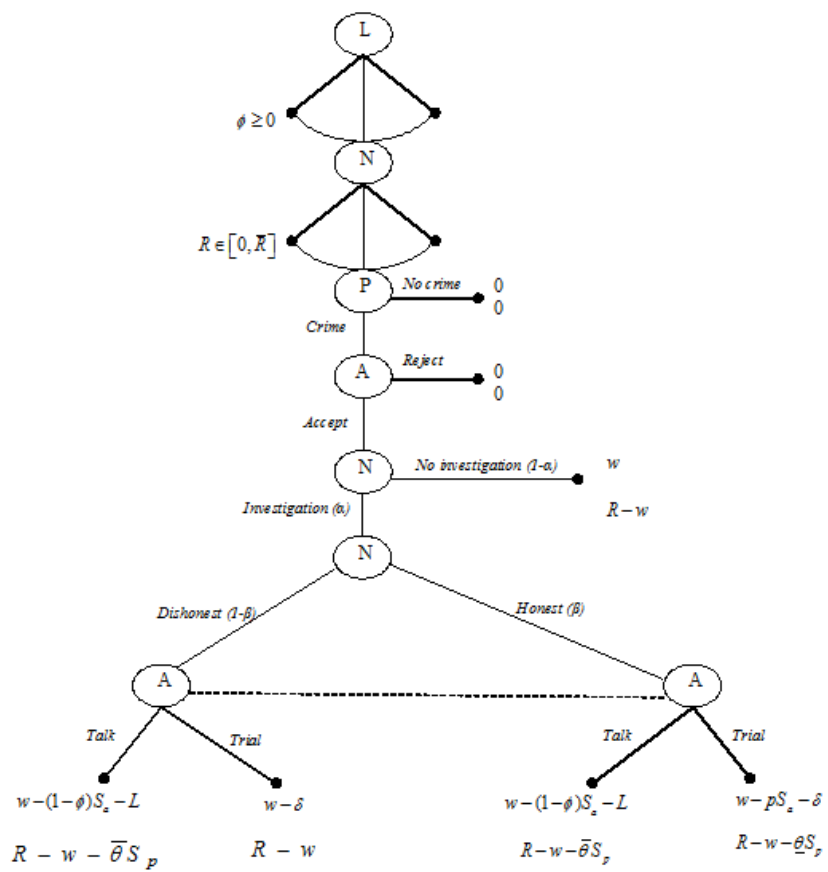 L
ϕ ≥ 0
N
R ∈ [0, R̅]
P
No crime
0
0
Crime
A
Reject
0
0
Accept
N
No investigation (1-α)
w
R − w
Investigation (α)
N
Dishonest (1-β)
Honest (β)
A
A
Talk
Trial
Talk
Trial
w−(1−ϕ)Sₐ−L
w−δ
w−(1−ϕ)Sₐ−L
w−pSₐ−δ
R − w − θ̅ Sₚ
R − w
R−w−θ̅Sₚ
R−w−θ̲Sₚ